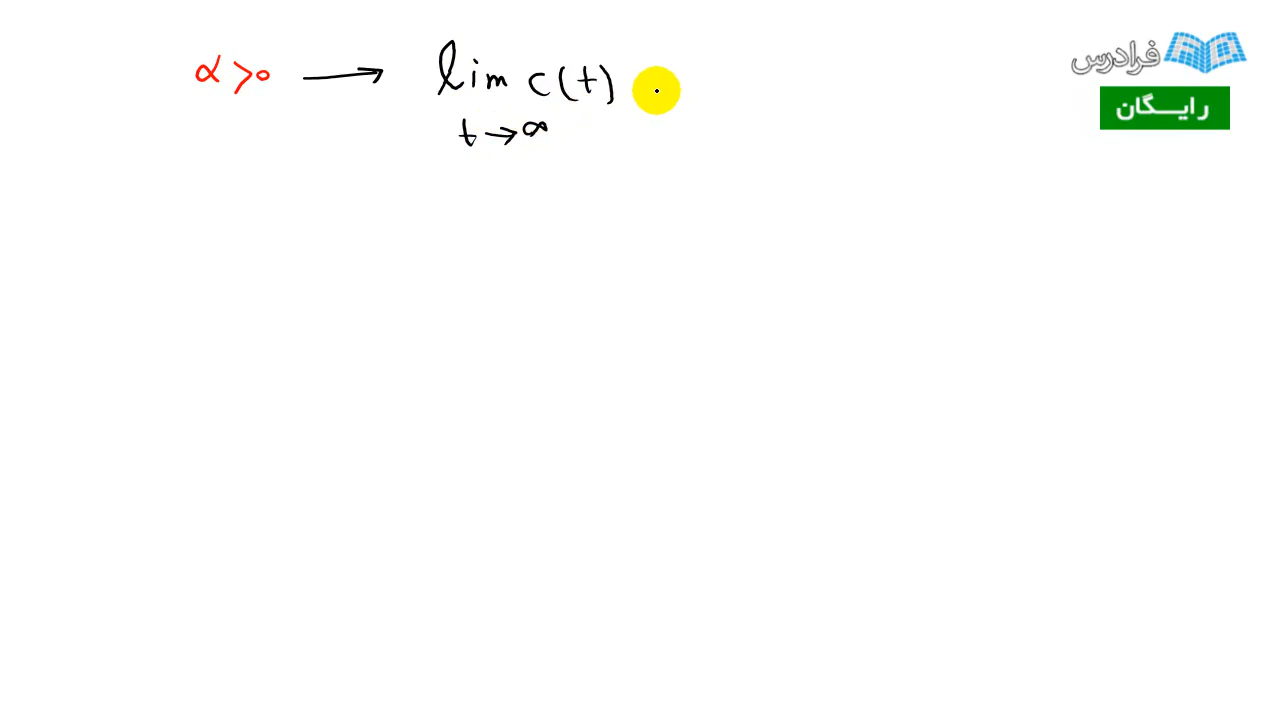 α > 0 → lim c(t)
t → ∞
فرادرس
رایگان